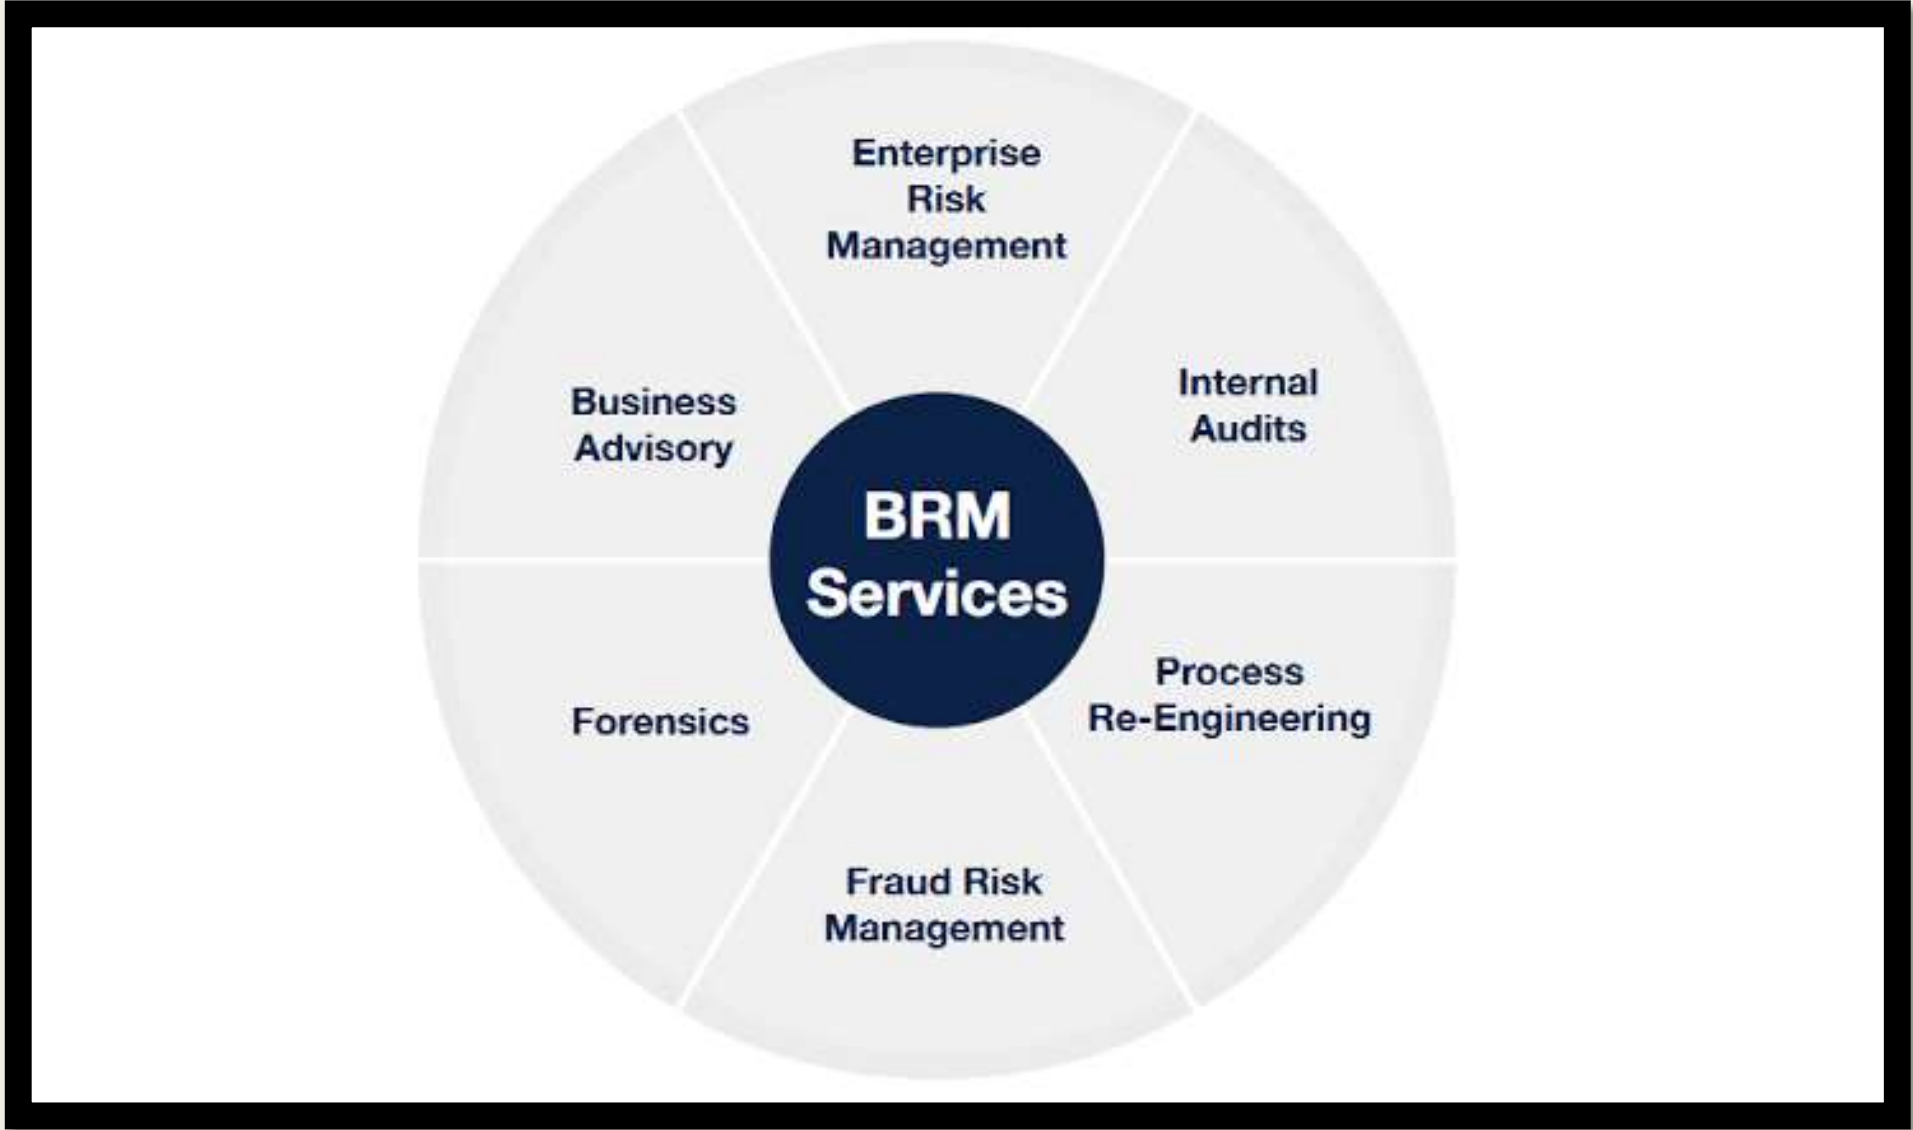 Enterprise
Risk
Management
Internal
Audits
Process
Re-Engineering
Fraud Risk
Management
Forensics
Business
Advisory
BRM
Services